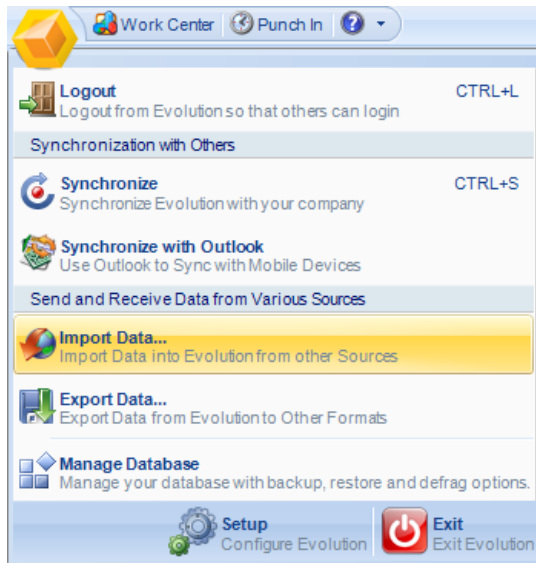 Work Center Punch In
Logout CTRL+L
Logout from Evolution so that others can login
Synchronization with Others
Synchronize CTRL+S
Synchronize Evolution with your company
Synchronize with Outlook
Use Outlook to Sync with Mobile Devices
Send and Receive Data from Various Sources
Import Data...
Import Data into Evolution from other Sources
Export Data...
Export Data from Evolution to Other Formats
Manage Database
Manage your database with backup, restore and defrag options.
Setup Exit
Configure Evolution Exit Evolution